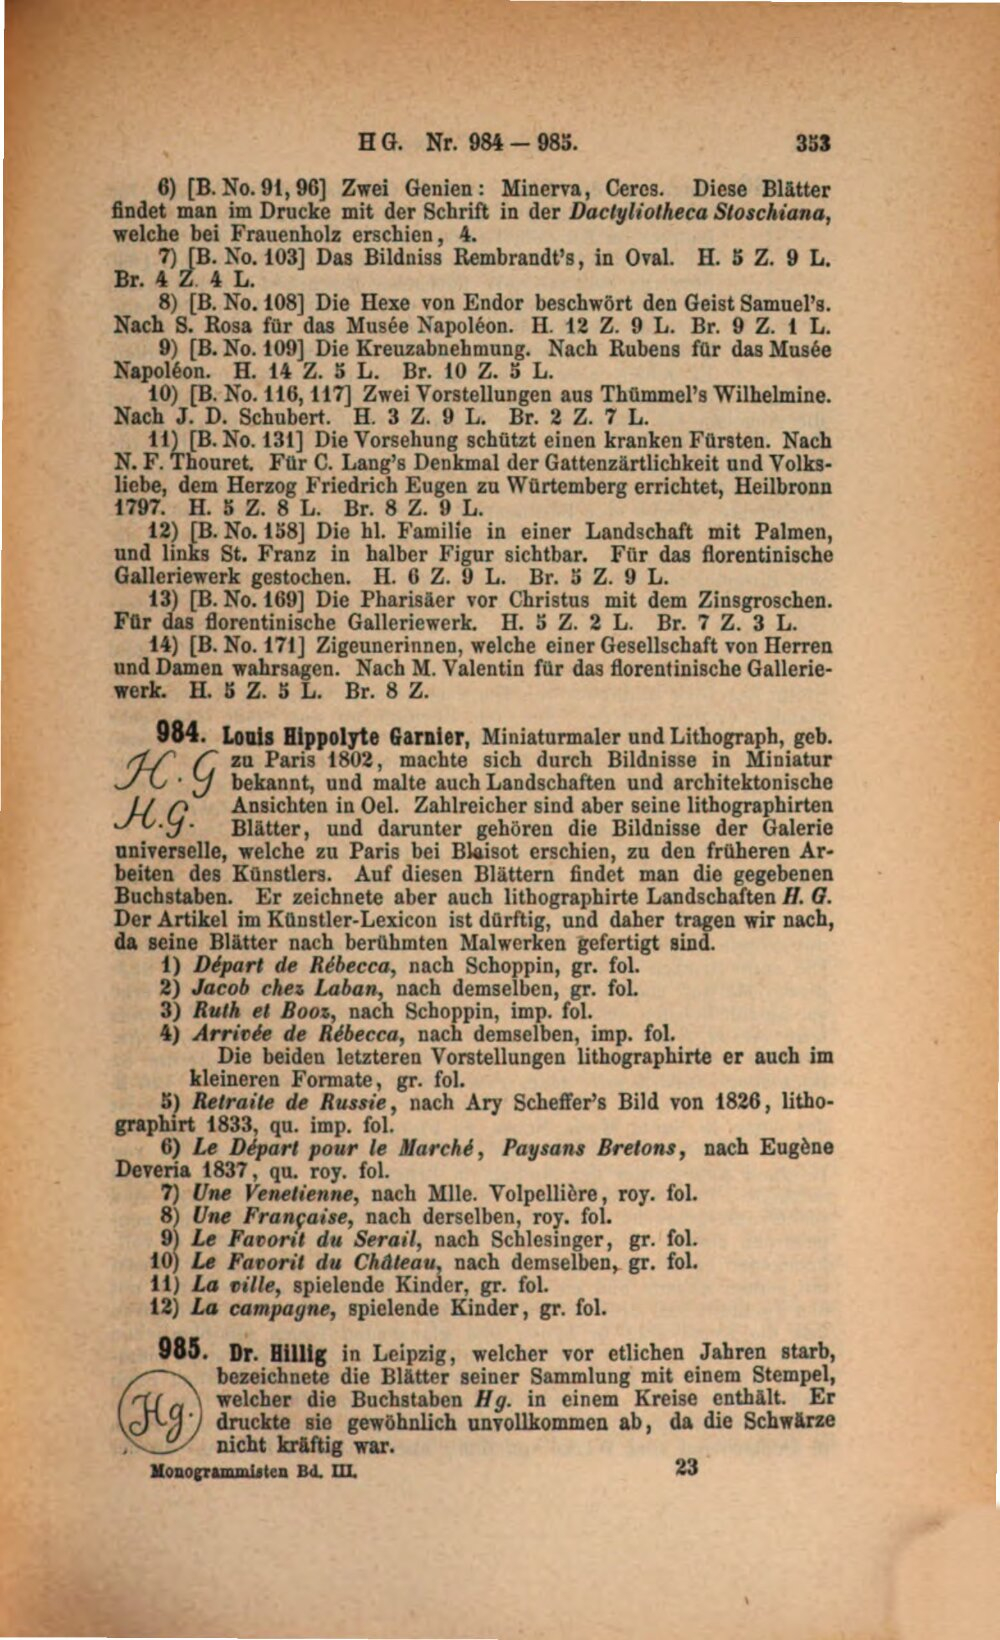 HG. Nr. 984 — 985. 353
6) [B. No. 91, 96] Zwei Genien: Minerva, Ceres. Diese Blätter
findet man im Drucke mit der Schrift in der Dactyliotheca Stoschiana,
welche bei Frauenholz erschien, 4.
7) [B. No. 103] Das Bildniss Rembrandt's, in Oval. H. 5 Z. 9 L.
Br. 4 Z. 4 L.
8) [B. No. 108] Die Hexe von Endor beschwört den Geist Samuel's.
Nach S. Rosa für das Musée Napoléon. H. 12 Z. 9 L. Br. 9 Z. 1 L.
9) [B. No. 109] Die Kreuzabnehmung. Nach Rubens für das Musée
Napoléon. H. 14 Z. 5 L. Br. 10 Z. 5 L.
10) [B. No. 116, 117] Zwei Vorstellungen aus Thümmel's Wilhelmine.
Nach J. D. Schubert. H. 3 Z. 9 L. Br. 2 Z. 7 L.
11) [B. No. 131] Die Vorsehung schützt einen kranken Fürsten. Nach
N. F. Thouret. Für C. Lang's Denkmal der Gattenzärtlichkeit und Volks-
liebe, dem Herzog Friedrich Eugen zu Würtemberg errichtet, Heilbronn
1797. H. 5 Z. 8 L. Br. 8 Z. 9 L.
12) [B. No. 158] Die hl. Familie in einer Landschaft mit Palmen,
und links St. Franz in halber Figur sichtbar. Für das florentinische
Galleriewerk gestochen. H. 6 Z. 9 L. Br. 5 Z. 9 L.
13) [B. No. 169] Die Pharisäer vor Christus mit dem Zinsgroschen.
Für das florentinische Galleriewerk. H. 5 Z. 2 L. Br. 7 Z. 3 L.
14) [B. No. 171] Zigeunerinnen, welche einer Gesellschaft von Herren
und Damen wahrsagen. Nach M. Valentin für das florentinische Gallerie-
werk. H. 5 Z. 5 L. Br. 8 Z.
984. Louis Hippolyte Garnier, Miniaturmaler und Lithograph, geb.
H. G zu Paris 1802, machte sich durch Bildnisse in Miniatur
bekannt, und malte auch Landschaften und architektonische
H.G. Ansichten in Oel. Zahlreicher sind aber seine lithographirten
Blätter, und darunter gehören die Bildnisse der Galerie
universelle, welche zu Paris bei Blaisot erschien, zu den früheren Ar-
beiten des Künstlers. Auf diesen Blättern findet man die gegebenen
Buchstaben. Er zeichnete aber auch lithographirte Landschaften H. G.
Der Artikel im Künstler-Lexicon ist dürftig, und daher tragen wir nach,
da seine Blätter nach berühmten Malwerken gefertigt sind.
1) Départ de Rébecca, nach Schoppin, gr. fol.
2) Jacob chez Laban, nach demselben, gr. fol.
3) Ruth et Booz, nach Schoppin, imp. fol.
4) Arrivée de Rébecca, nach demselben, imp. fol.
Die beiden letzteren Vorstellungen lithographirte er auch im
kleineren Formate, gr. fol.
5) Retraite de Russie, nach Ary Scheffer's Bild von 1826, litho-
graphirt 1833, qu. imp. fol.
6) Le Départ pour le Marché, Paysans Bretons, nach Eugène
Deveria 1837, qu. roy. fol.
7) Une Venetienne, nach Mlle. Volpellière, roy. fol.
8) Une Française, nach derselben, roy. fol.
9) Le Favorit du Serail, nach Schlesinger, gr. fol.
10) Le Favorit du Château, nach demselben, gr. fol.
11) La ville, spielende Kinder, gr. fol.
12) La campagne, spielende Kinder, gr. fol.
985. Dr. Hillig in Leipzig, welcher vor etlichen Jahren starb,
bezeichnete die Blätter seiner Sammlung mit einem Stempel,
Hg. welcher die Buchstaben Hg. in einem Kreise enthält. Er
druckte sie gewöhnlich unvollkommen ab, da die Schwärze
nicht kräftig war.
Monogrammisten Bd. III. 23